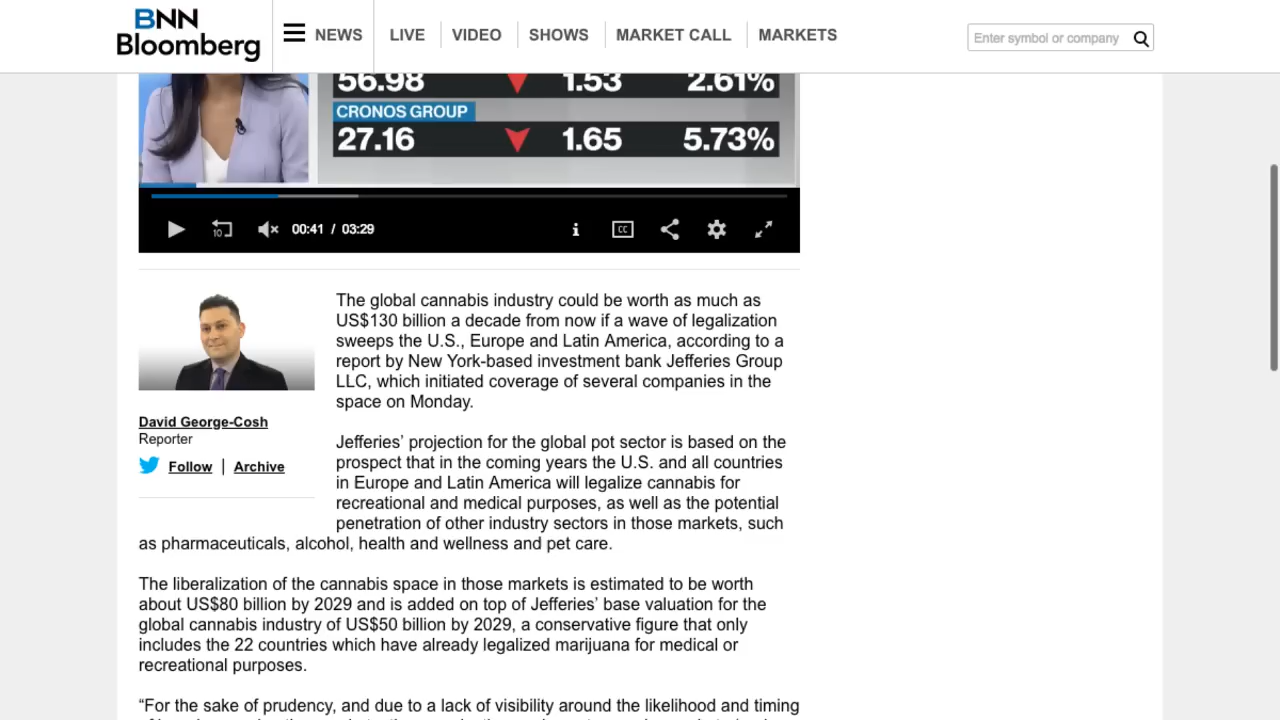 BNN
Bloomberg
NEWS
LIVE
VIDEO
SHOWS
MARKET CALL
MARKETS
Enter symbol or company
56.98 1.53 2.61%
CRONOS GROUP
27.16 1.65 5.73%
10
00:41 / 03:29
i
CC
David George-Cosh
Reporter
Follow | Archive
The global cannabis industry could be worth as much as
US$130 billion a decade from now if a wave of legalization
sweeps the U.S., Europe and Latin America, according to a
report by New York-based investment bank Jefferies Group
LLC, which initiated coverage of several companies in the
space on Monday.
Jefferies’ projection for the global pot sector is based on the
prospect that in the coming years the U.S. and all countries
in Europe and Latin America will legalize cannabis for
recreational and medical purposes, as well as the potential
penetration of other industry sectors in those markets, such
as pharmaceuticals, alcohol, health and wellness and pet care.
The liberalization of the cannabis space in those markets is estimated to be worth
about US$80 billion by 2029 and is added on top of Jefferies’ base valuation for the
global cannabis industry of US$50 billion by 2029, a conservative figure that only
includes the 22 countries which have already legalized marijuana for medical or
recreational purposes.
“For the sake of prudency, and due to a lack of visibility around the likelihood and timing